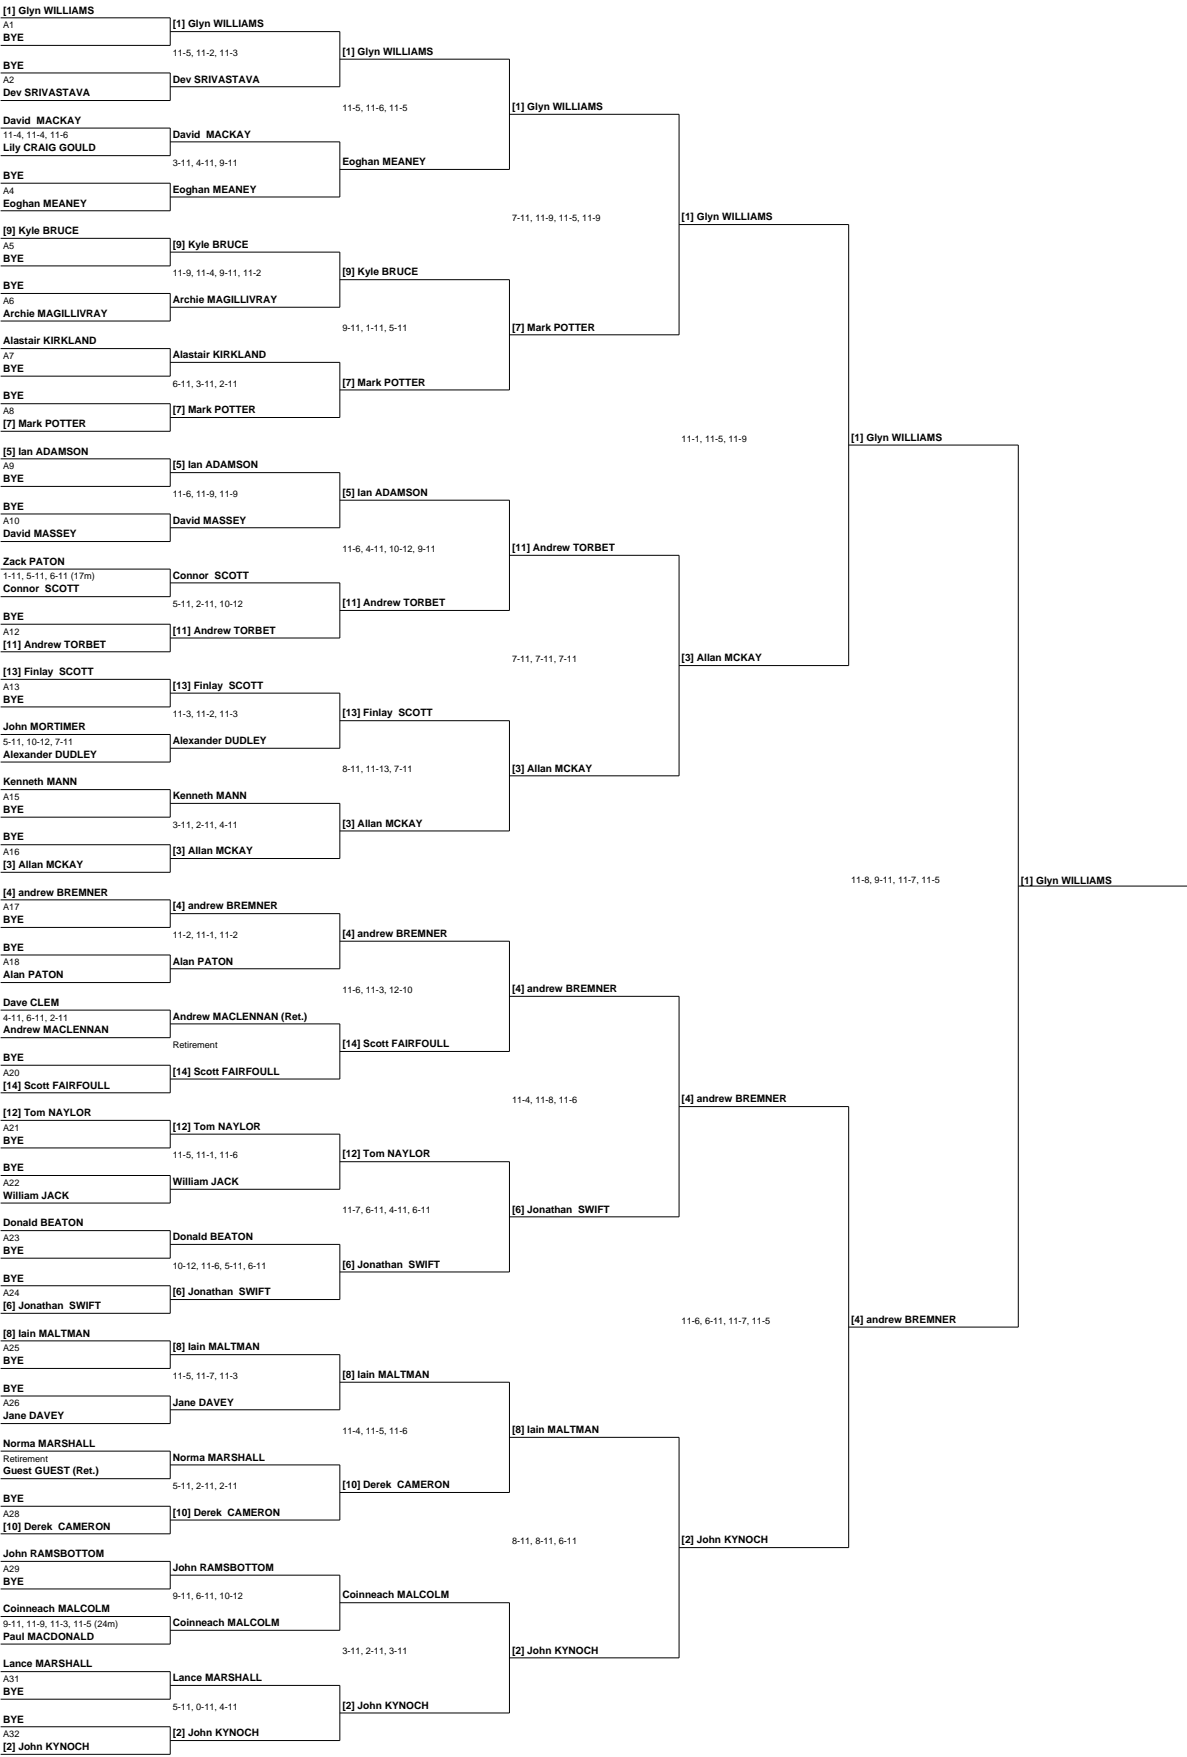 [1] Glyn WILLIAMS
A1
BYE
BYE
A2
Dev SRIVASTAVA
David MACKAY
11-4, 11-4, 11-6
Lily CRAIG GOULD
BYE
A4
Eoghan MEANEY
[9] Kyle BRUCE
A5
BYE
BYE
A6
Archie MAGILLIVRAY
Alastair KIRKLAND
A7
BYE
BYE
A8
[7] Mark POTTER
[5] Ian ADAMSON
A9
BYE
BYE
A10
David MASSEY
Zack PATON
1-11, 5-11, 6-11 (17m)
Connor SCOTT
BYE
A12
[11] Andrew TORBET
[13] Finlay SCOTT
A13
BYE
John MORTIMER
5-11, 10-12, 7-11
Alexander DUDLEY
Kenneth MANN
A15
BYE
BYE
A16
[3] Allan MCKAY
[4] andrew BREMNER
A17
BYE
BYE
A18
Alan PATON
Dave CLEM
4-11, 6-11, 2-11
Andrew MACLENNAN
BYE
A20
[14] Scott FAIRFOULL
[12] Tom NAYLOR
A21
BYE
BYE
A22
William JACK
Donald BEATON
A23
BYE
BYE
A24
[6] Jonathan SWIFT
[8] Iain MALTMAN
A25
BYE
BYE
A26
Jane DAVEY
Norma MARSHALL
Retirement
Guest GUEST (Ret.)
BYE
A28
[10] Derek CAMERON
John RAMSBOTTOM
A29
BYE
Coinneach MALCOLM
9-11, 11-9, 11-3, 11-5 (24m)
Paul MACDONALD
Lance MARSHALL
A31
BYE
BYE
A32
[2] John KYNOCH
[1] Glyn WILLIAMS
11-5, 11-2, 11-3
Dev SRIVASTAVA
David MACKAY
3-11, 4-11, 9-11
Eoghan MEANEY
[9] Kyle BRUCE
11-9, 11-4, 9-11, 11-2
Archie MAGILLIVRAY
Alastair KIRKLAND
6-11, 3-11, 2-11
[7] Mark POTTER
[5] Ian ADAMSON
11-6, 11-9, 11-9
David MASSEY
Connor SCOTT
5-11, 2-11, 10-12
[11] Andrew TORBET
[13] Finlay SCOTT
11-3, 11-2, 11-3
Alexander DUDLEY
Kenneth MANN
3-11, 2-11, 4-11
[3] Allan MCKAY
[4] andrew BREMNER
11-2, 11-1, 11-2
Alan PATON
Andrew MACLENNAN (Ret.)
Retirement
[14] Scott FAIRFOULL
[12] Tom NAYLOR
11-5, 11-1, 11-6
William JACK
Donald BEATON
10-12, 11-6, 5-11, 6-11
[6] Jonathan SWIFT
[8] Iain MALTMAN
11-5, 11-7, 11-3
Jane DAVEY
Norma MARSHALL
5-11, 2-11, 2-11
[10] Derek CAMERON
John RAMSBOTTOM
9-11, 6-11, 10-12
Coinneach MALCOLM
Lance MARSHALL
5-11, 0-11, 4-11
[2] John KYNOCH
[1] Glyn WILLIAMS
11-5, 11-6, 11-5
Eoghan MEANEY
[9] Kyle BRUCE
9-11, 1-11, 5-11
[7] Mark POTTER
[5] Ian ADAMSON
11-6, 4-11, 10-12, 9-11
[11] Andrew TORBET
[13] Finlay SCOTT
8-11, 11-13, 7-11
[3] Allan MCKAY
[4] andrew BREMNER
11-6, 11-3, 12-10
[14] Scott FAIRFOULL
[12] Tom NAYLOR
11-7, 6-11, 4-11, 6-11
[6] Jonathan SWIFT
[8] Iain MALTMAN
11-4, 11-5, 11-6
[10] Derek CAMERON
Coinneach MALCOLM
3-11, 2-11, 3-11
[2] John KYNOCH
[1] Glyn WILLIAMS
7-11, 11-9, 11-5, 11-9
[7] Mark POTTER
[11] Andrew TORBET
7-11, 7-11, 7-11
[3] Allan MCKAY
[4] andrew BREMNER
11-4, 11-8, 11-6
[6] Jonathan SWIFT
[8] Iain MALTMAN
8-11, 8-11, 6-11
[2] John KYNOCH
[1] Glyn WILLIAMS
11-1, 11-5, 11-9
[3] Allan MCKAY
[4] andrew BREMNER
11-6, 6-11, 11-7, 11-5
[2] John KYNOCH
[1] Glyn WILLIAMS
11-8, 9-11, 11-7, 11-5
[4] andrew BREMNER
[1] Glyn WILLIAMS